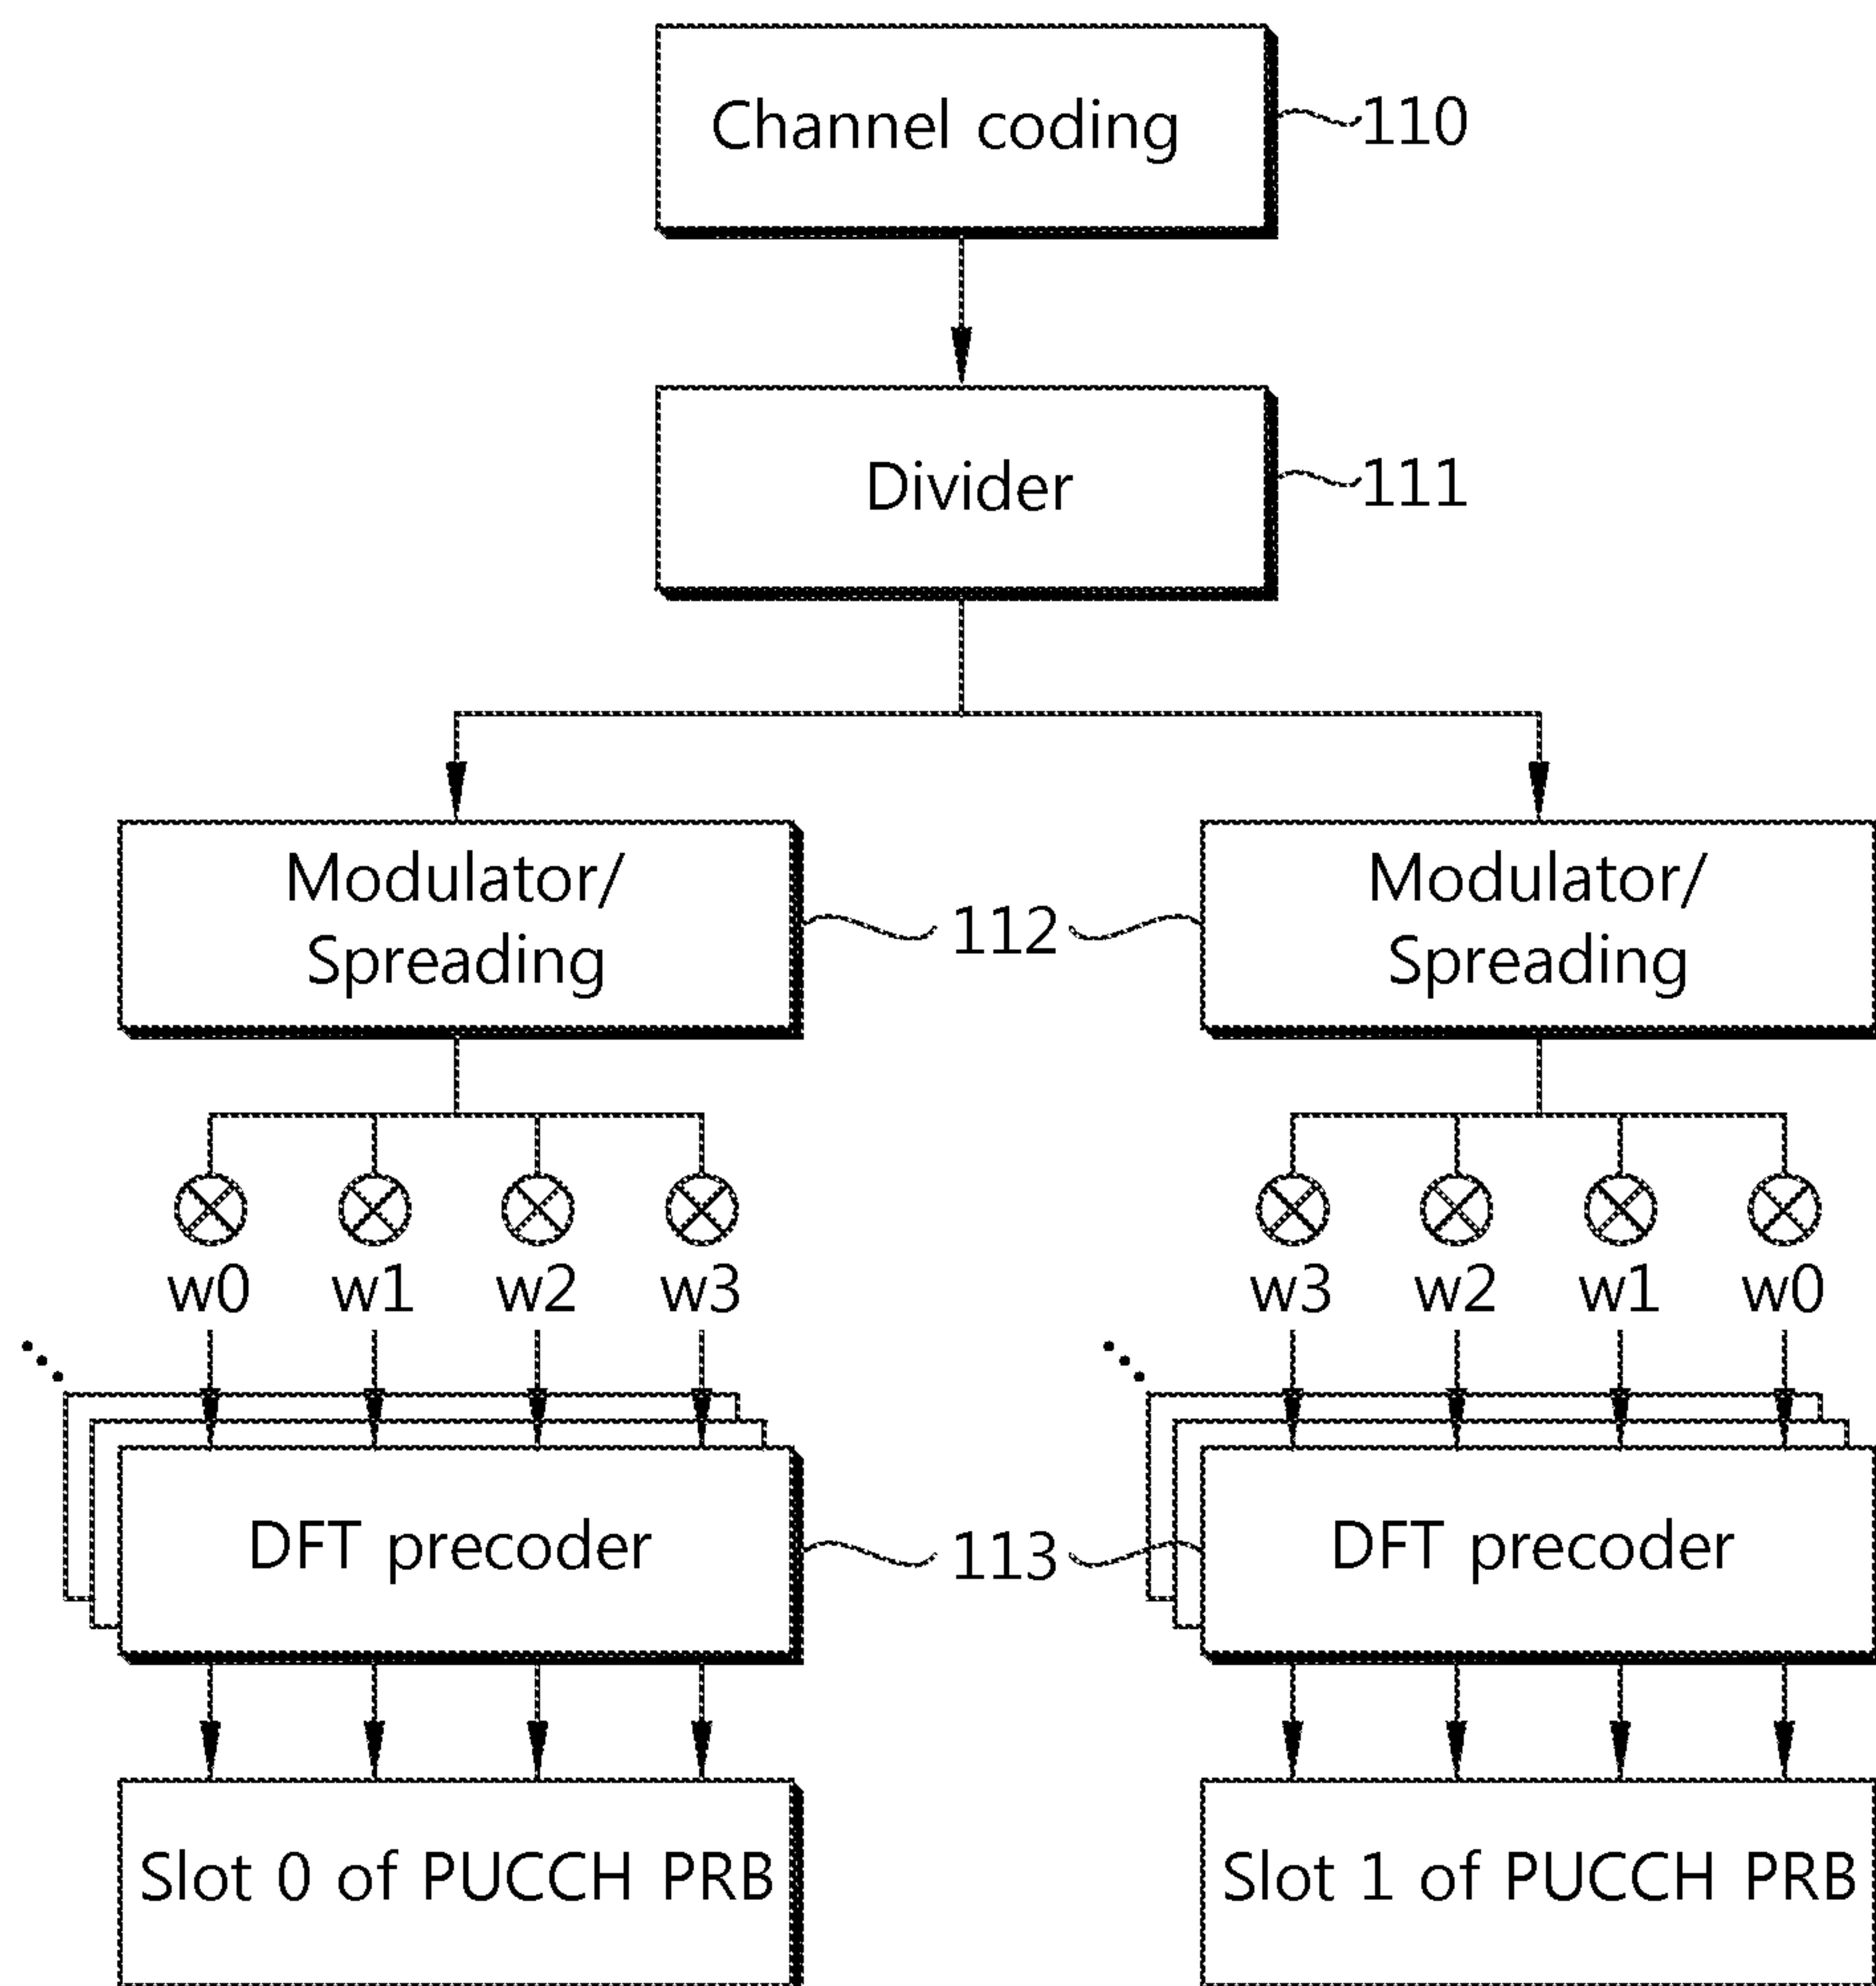 Channel coding
110
Divider
111
Modulator/
Spreading
112
Modulator/
Spreading
w0 w1 w2 w3
w3 w2 w1 w0
DFT precoder
113
DFT precoder
Slot 0 of PUCCH PRB
Slot 1 of PUCCH PRB